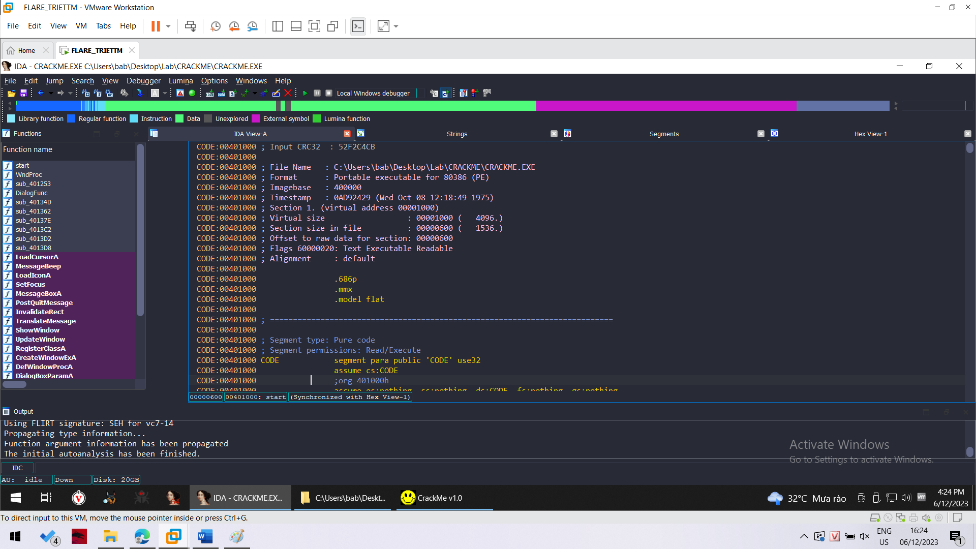 FLARE_TRIETTM - VMware Workstation
File Edit View VM Tabs Help
Home FLARE_TRIETTM
IDA - CRACKME.EXE C:\Users\bab\Desktop\Lab\CRACKME\CRACKME.EXE
File Edit Jump Search View Debugger Lumina Options Windows Help
Local Windows debugger
Library function Regular function Instruction Data Unexplored External symbol Lumina function
Functions IDA View-A Strings Segments Hex View-1
Function name
start
WndProc
sub_401253
DialogFunc
sub_40134D
sub_401362
sub_40137E
sub_4013C2
sub_4013D2
sub_4013D8
LoadCursorA
MessageBeep
LoadIconA
SetFocus
MessageBoxA
PostQuitMessage
InvalidateRect
TranslateMessage
ShowWindow
UpdateWindow
RegisterClassA
CreateWindowExA
DefWindowProcA
DialogBoxParamA
CODE:00401000 ; Input CRC32 : 52F2C4CB
CODE:00401000
CODE:00401000 ; File Name : C:\Users\bab\Desktop\Lab\CRACKME\CRACKME.EXE
CODE:00401000 ; Format : Portable executable for 80386 (PE)
CODE:00401000 ; Imagebase : 400000
CODE:00401000 ; Timestamp : 0AD92429 (Wed Oct 08 12:18:49 1975)
CODE:00401000 ; Section 1. (virtual address 00001000)
CODE:00401000 ; Virtual size : 00001000 ( 4096.)
CODE:00401000 ; Section size in file : 00000600 ( 1536.)
CODE:00401000 ; Offset to raw data for section: 00000600
CODE:00401000 ; Flags 60000020: Text Executable Readable
CODE:00401000 ; Alignment : default
CODE:00401000
CODE:00401000 .686p
CODE:00401000 .mmx
CODE:00401000 .model flat
CODE:00401000
CODE:00401000 ; ---------------------------------------------------------------------------
CODE:00401000
CODE:00401000 ; Segment type: Pure code
CODE:00401000 ; Segment permissions: Read/Execute
CODE:00401000 CODE segment para public 'CODE' use32
CODE:00401000 assume cs:CODE
CODE:00401000 ;org 401000h
CODE:00401000 assume es:nothing, ss:nothing, ds:CODE, fs:nothing, gs:nothing
00000600 00401000: start (Synchronized with Hex View-1)
Output
Using FLIRT signature: SEH for vc7-14
Propagating type information...
Function argument information has been propagated
The initial autoanalysis has been finished.
IDC
AU: idle Down Disk: 20GB
Activate Windows
Go to Settings to activate Windows.
IDA - CRACKME.EXE... C:\Users\bab\Deskt... CrackMe v1.0
32°C Mưa rào
4:24 PM
6/12/2023
To direct input to this VM, move the mouse pointer inside or press Ctrl+G.
4
ENG
US
16:24
06/12/2023
1